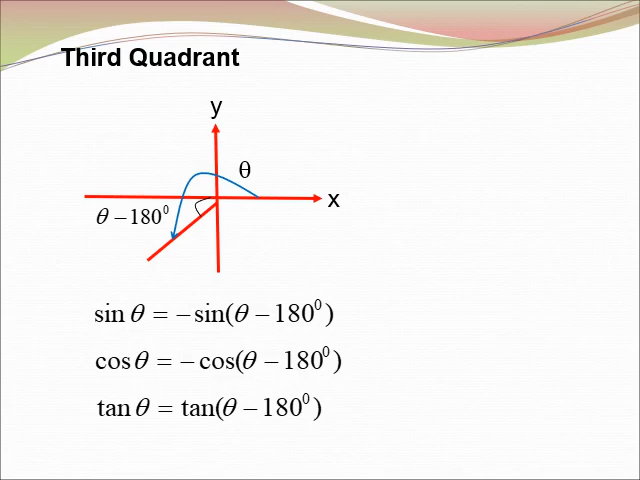 Third Quadrant
y
θ
x
θ − 180⁰
sin θ = − sin(θ − 180⁰)
cos θ = − cos(θ − 180⁰)
tan θ = tan(θ − 180⁰)